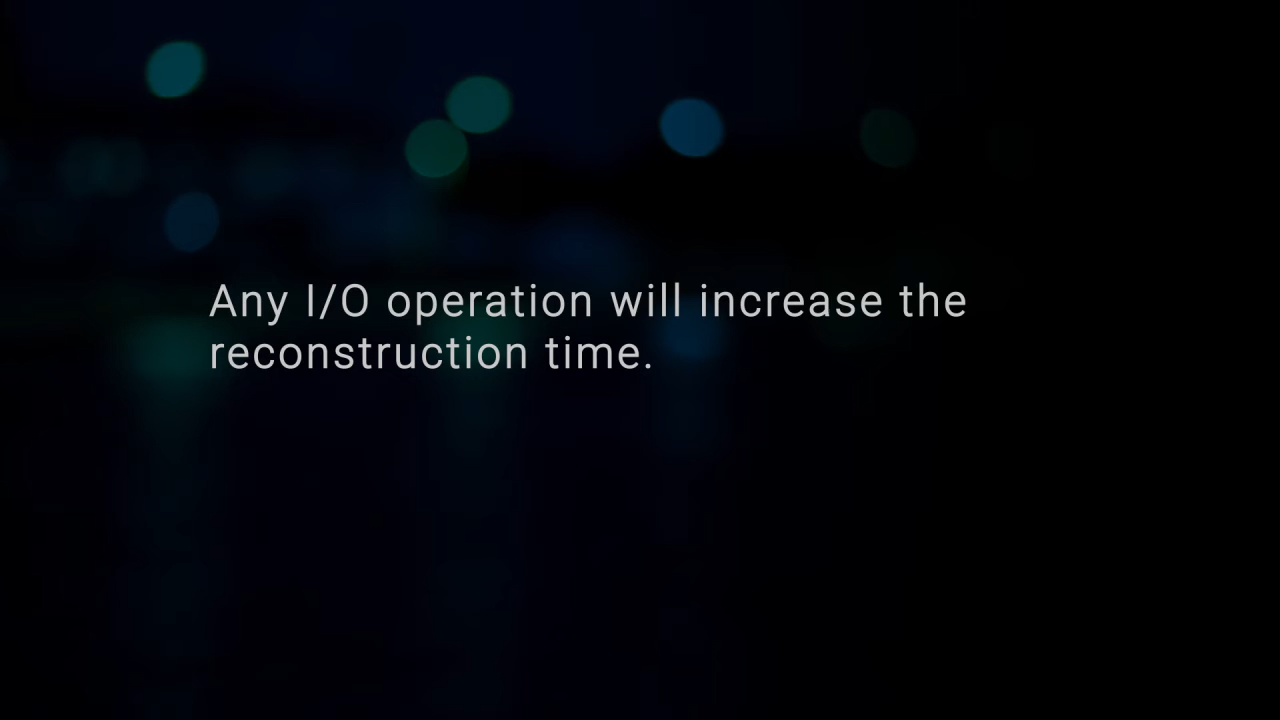 Any I/O operation will increase the
reconstruction time.